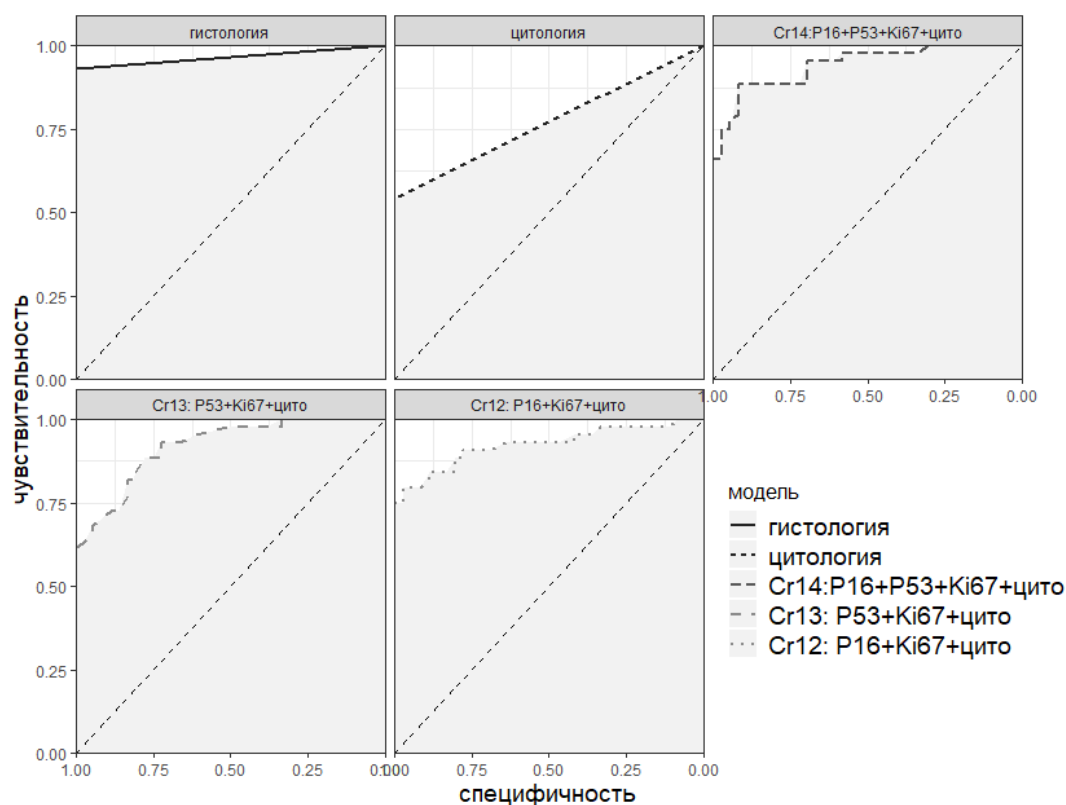 гистология
цитология
Cr14:P16+P53+Ki67+цито
1.00
0.75
0.50
0.25
0.00
1.00 0.75 0.50 0.25 0.00
чувствительность
Cr13: P53+Ki67+цито
Cr12: P16+Ki67+цито
1.00
0.75
0.50
0.25
0.00
1.00 0.75 0.50 0.25 0.00
1.00 0.75 0.50 0.25 0.00
специфичность
модель
гистология
цитология
Cr14:P16+P53+Ki67+цито
Cr13: P53+Ki67+цито
Cr12: P16+Ki67+цито